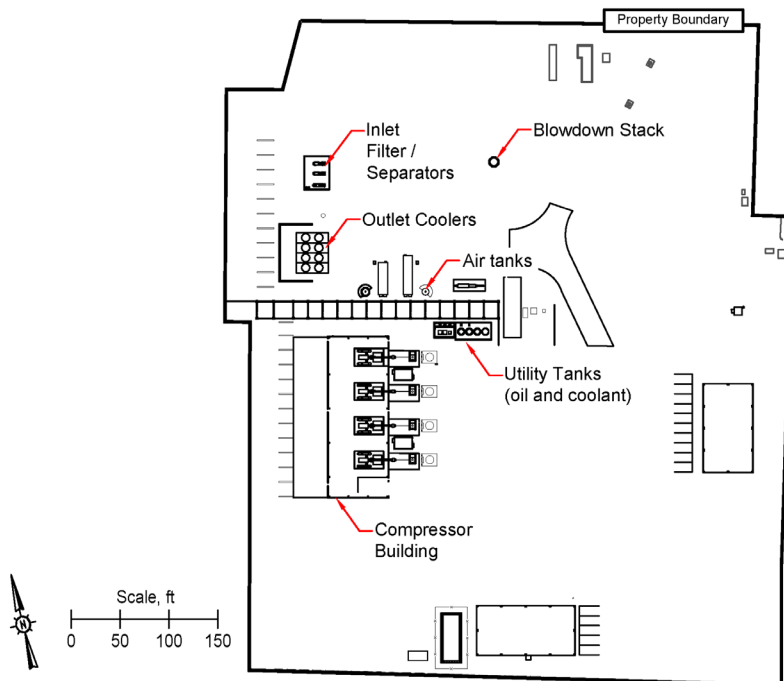 Property Boundary
Inlet
Filter /
Separators
Blowdown Stack
Outlet Coolers
Air tanks
Utility Tanks
(oil and coolant)
Compressor
Building
Scale, ft
0 50 100 150
N